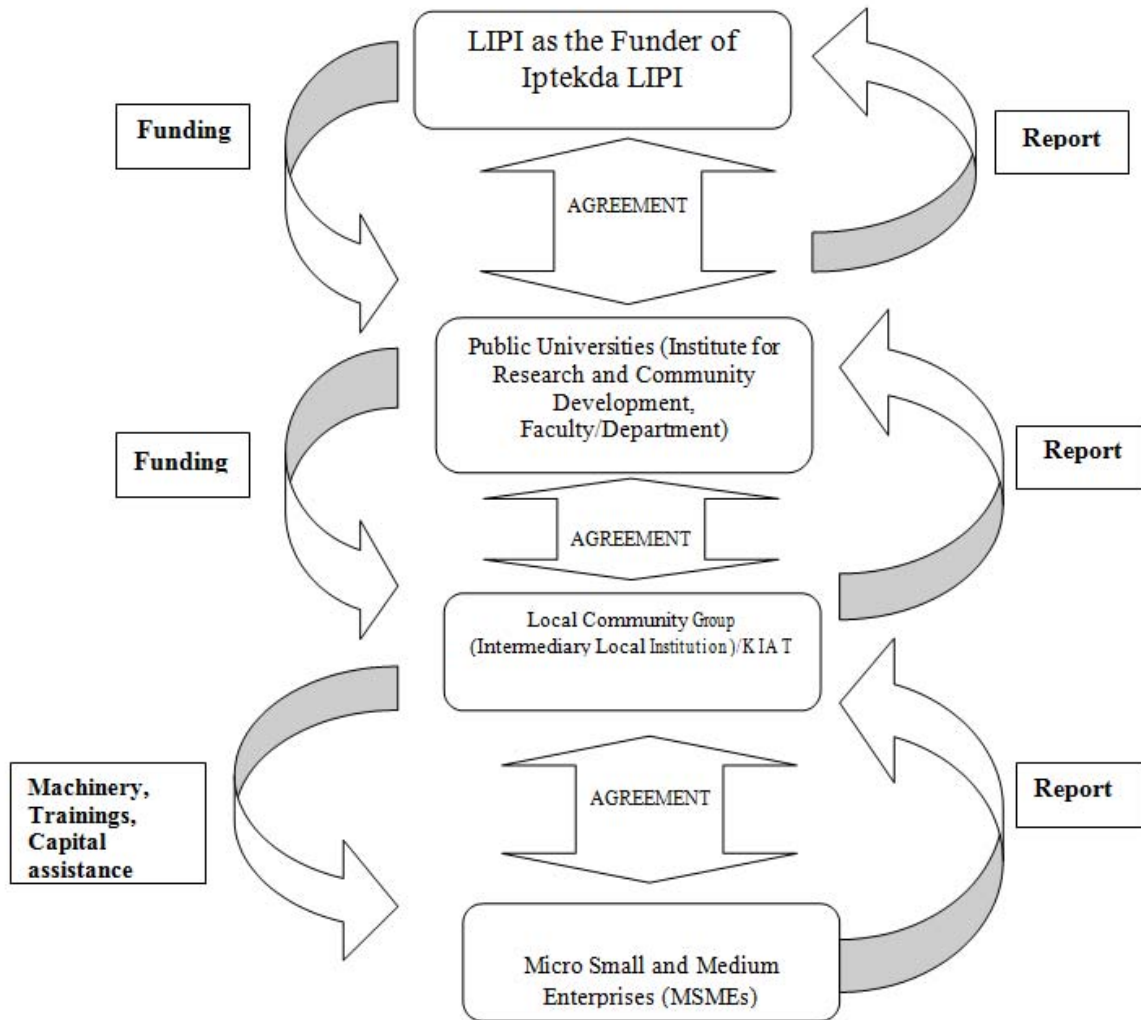 LIPI as the Funder of
Iptekda LIPI
Funding
Report
AGREEMENT
Public Universities (Institute for
Research and Community
Development,
Faculty/Department)
Funding
Report
AGREEMENT
Local Community Group
(Intermediary Local Institution)/KIAT
Machinery,
Trainings,
Capital
assistance
AGREEMENT
Report
Micro Small and Medium
Enterprises (MSMEs)